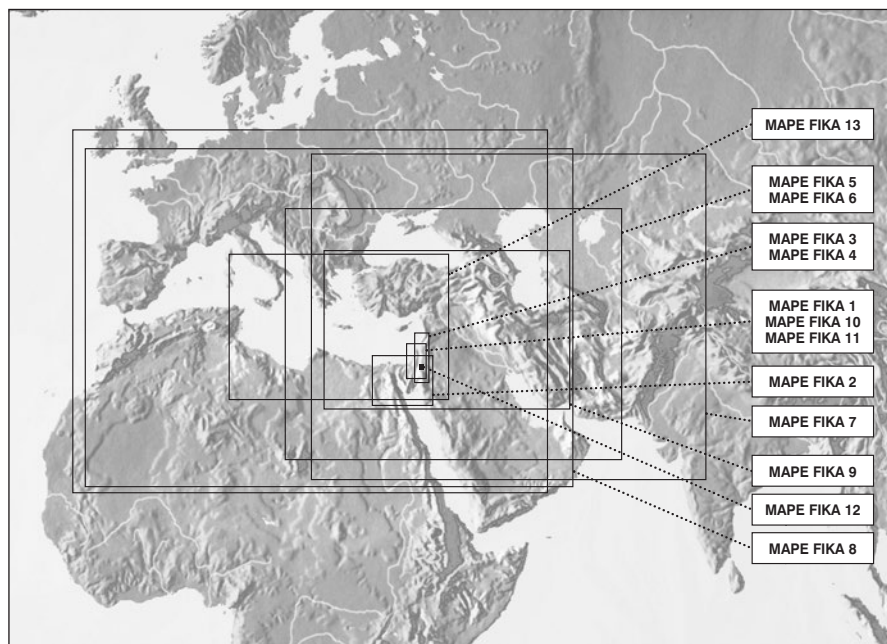 MAPE FIKA 13
MAPE FIKA 5
MAPE FIKA 6
MAPE FIKA 3
MAPE FIKA 4
MAPE FIKA 1
MAPE FIKA 10
MAPE FIKA 11
MAPE FIKA 2
MAPE FIKA 7
MAPE FIKA 9
MAPE FIKA 12
MAPE FIKA 8